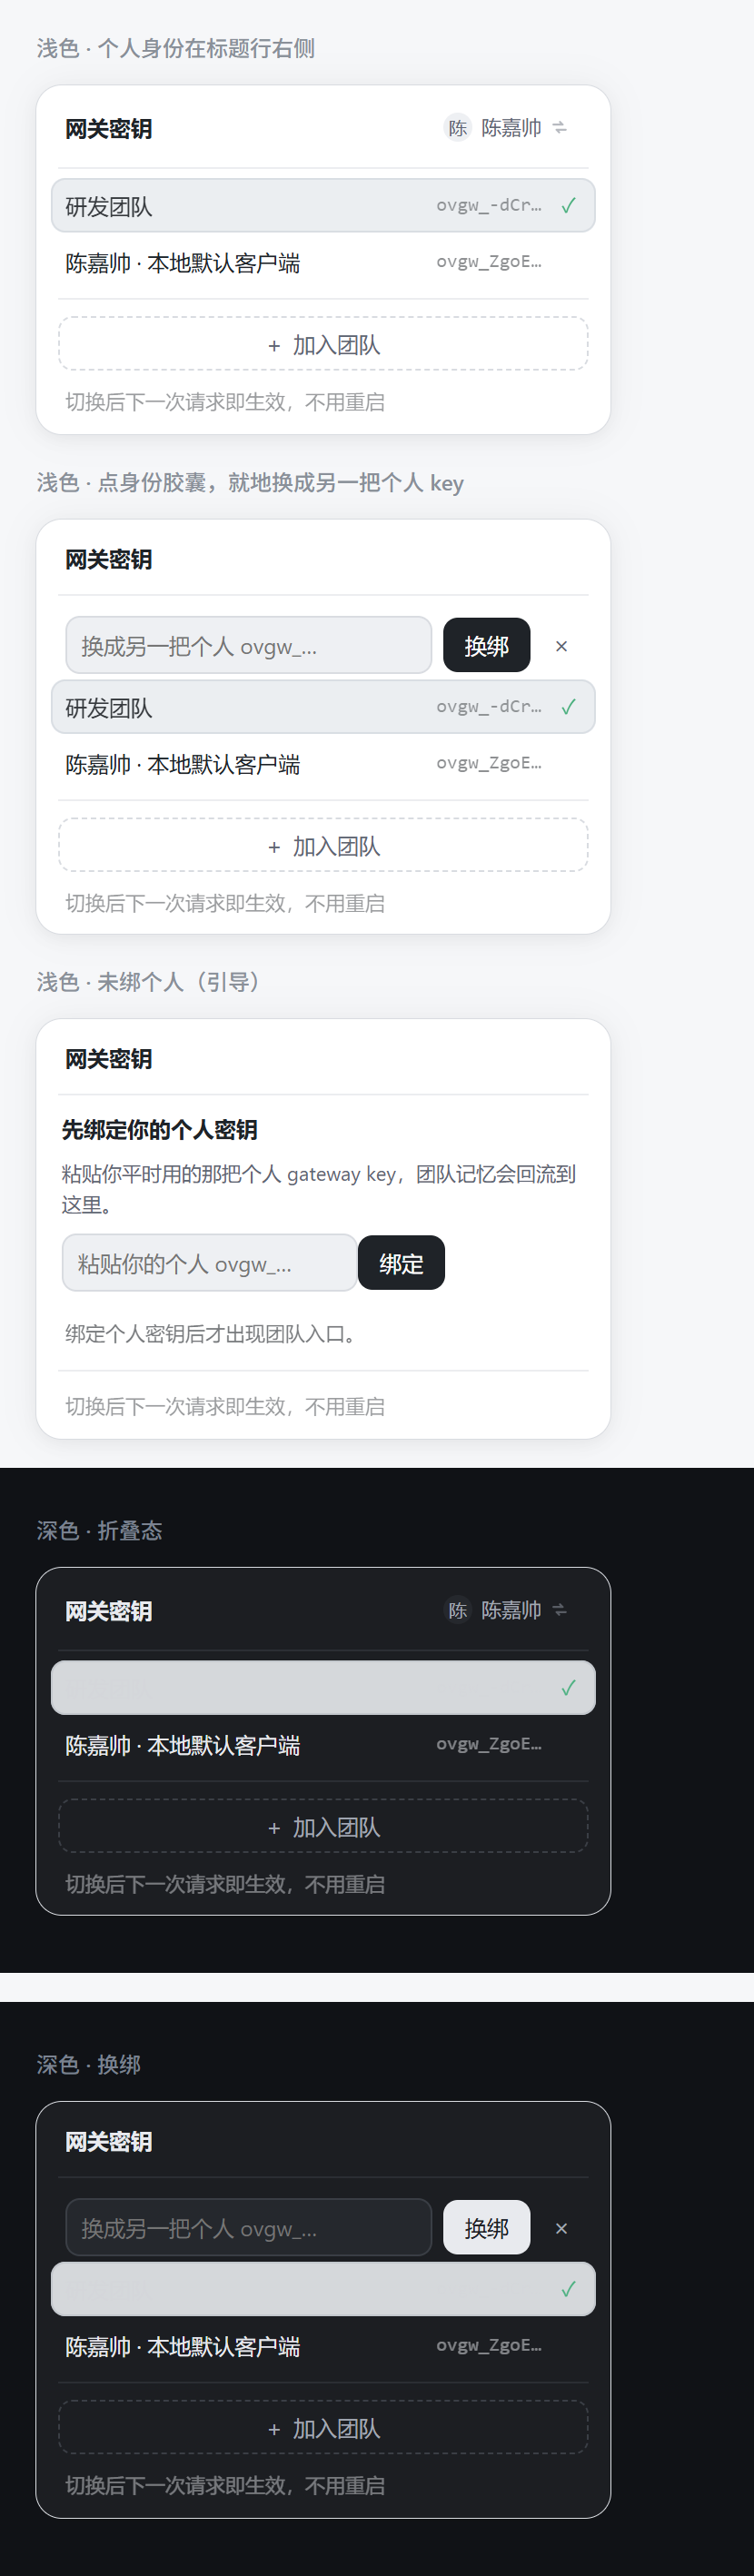 浅色 · 个人身份在标题行右侧
网关密钥
陈 陈嘉帅
研发团队 ovgw_-dCr… ✓
陈嘉帅 · 本地默认客户端 ovgw_ZgoE…
+ 加入团队
切换后下一次请求即生效，不用重启
浅色 · 点身份胶囊，就地换成另一把个人 key
网关密钥
换成另一把个人 ovgw_... 换绑 ×
研发团队 ovgw_-dCr… ✓
陈嘉帅 · 本地默认客户端 ovgw_ZgoE…
+ 加入团队
切换后下一次请求即生效，不用重启
浅色 · 未绑个人（引导）
网关密钥
先绑定你的个人密钥
粘贴你平时用的那把个人 gateway key，团队记忆会回流到
这里。
粘贴你的个人 ovgw_... 绑定
绑定个人密钥后才出现团队入口。
切换后下一次请求即生效，不用重启
深色 · 折叠态
网关密钥
陈 陈嘉帅
✓
陈嘉帅 · 本地默认客户端 ovgw_ZgoE…
+ 加入团队
切换后下一次请求即生效，不用重启
深色 · 换绑
网关密钥
换成另一把个人 ovgw_... 换绑 ×
✓
陈嘉帅 · 本地默认客户端 ovgw_ZgoE…
+ 加入团队
切换后下一次请求即生效，不用重启